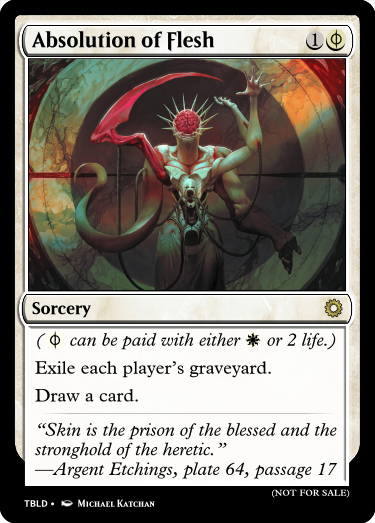 Absolution of Flesh 1
Sorcery
( can be paid with either or 2 life.)
Exile each player's graveyard.
Draw a card.
“Skin is the prison of the blessed and the
stronghold of the heretic.”
—Argent Etchings, plate 64, passage 17
TBLD • Michael Katchan
(NOT FOR SALE)